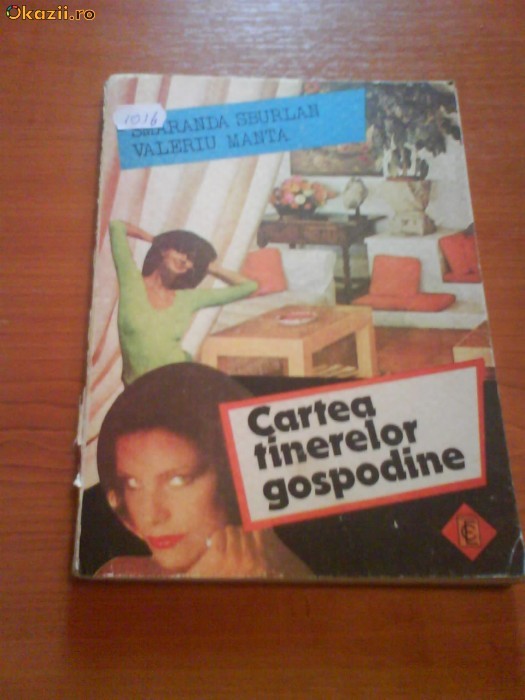 Okazii.ro
1016
SMARANDA SBURLAN
VALERIU MANTA
Cartea
tinerelor
gospodine